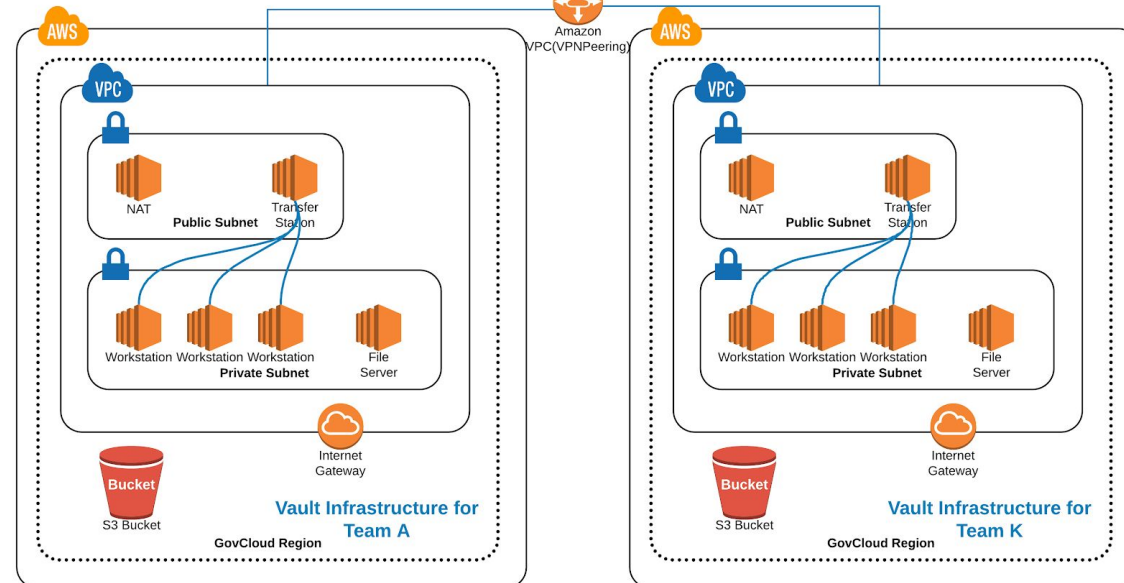 Amazon
VPC(VPNPeering)
AWS
VPC
NAT
Transfer
Station
Public Subnet
Workstation Workstation Workstation
File
Server
Private Subnet
Internet
Gateway
Bucket
S3 Bucket
Vault Infrastructure for
Team A
GovCloud Region
AWS
VPC
NAT
Transfer
Station
Public Subnet
Workstation Workstation Workstation
File
Server
Private Subnet
Internet
Gateway
Bucket
S3 Bucket
Vault Infrastructure for
Team K
GovCloud Region